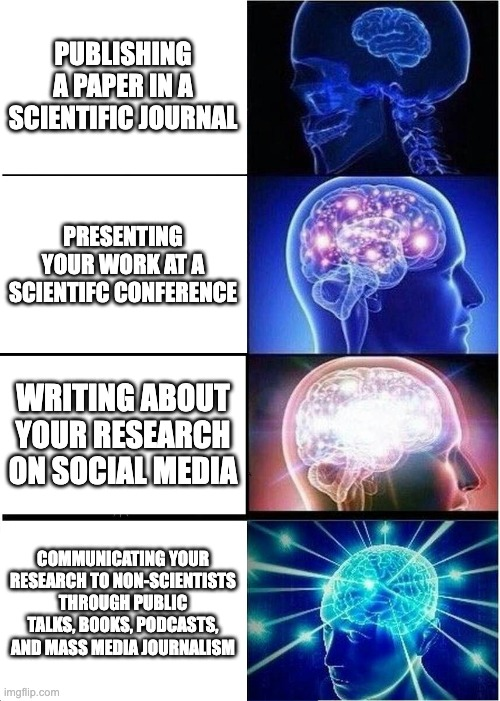 PUBLISHING
A PAPER IN A
SCIENTIFIC JOURNAL
PRESENTING
YOUR WORK AT A
SCIENTIFC CONFERENCE
WRITING ABOUT
YOUR RESEARCH
ON SOCIAL MEDIA
COMMUNICATING YOUR
RESEARCH TO NON-SCIENTISTS
THROUGH PUBLIC
TALKS, BOOKS, PODCASTS,
AND MASS MEDIA JOURNALISM
imgflip.com